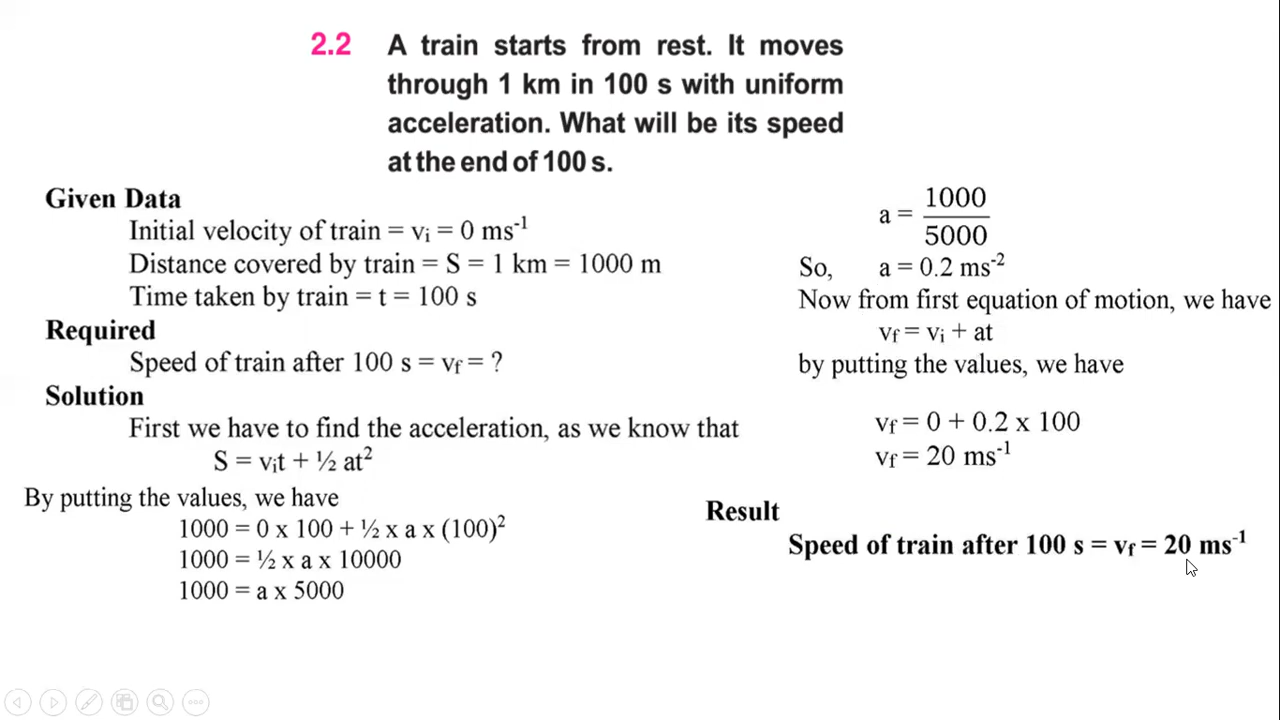 2.2 A train starts from rest. It moves
through 1 km in 100 s with uniform
acceleration. What will be its speed
at the end of 100 s.
Given Data
Initial velocity of train = vᵢ = 0 ms⁻¹
Distance covered by train = S = 1 km = 1000 m
Time taken by train = t = 100 s
Required
Speed of train after 100 s = v_f = ?
Solution
First we have to find the acceleration, as we know that
S = vᵢt + ½ at²
By putting the values, we have
1000 = 0 x 100 + ½ x a x (100)²
1000 = ½ x a x 10000
1000 = a x 5000
a = 1000/5000
So, a = 0.2 ms⁻²
Now from first equation of motion, we have
v_f = vᵢ + at
by putting the values, we have
v_f = 0 + 0.2 x 100
v_f = 20 ms⁻¹
Result
Speed of train after 100 s = v_f = 20 ms⁻¹